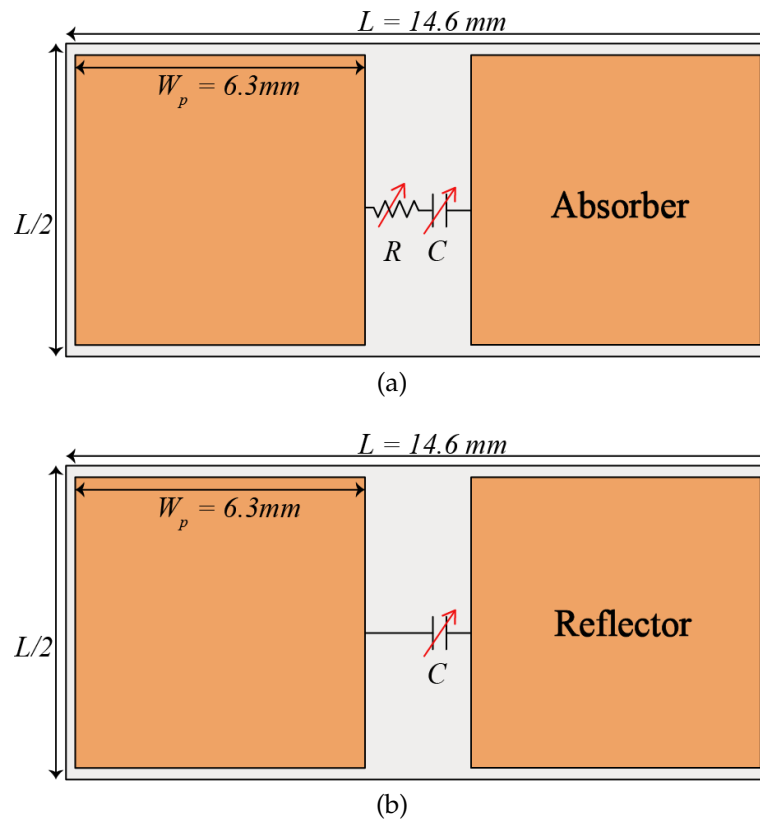 L = 14.6 mm
W_p = 6.3mm
L/2
Absorber
R
C
(a)
L = 14.6 mm
W_p = 6.3mm
L/2
Reflector
C
(b)